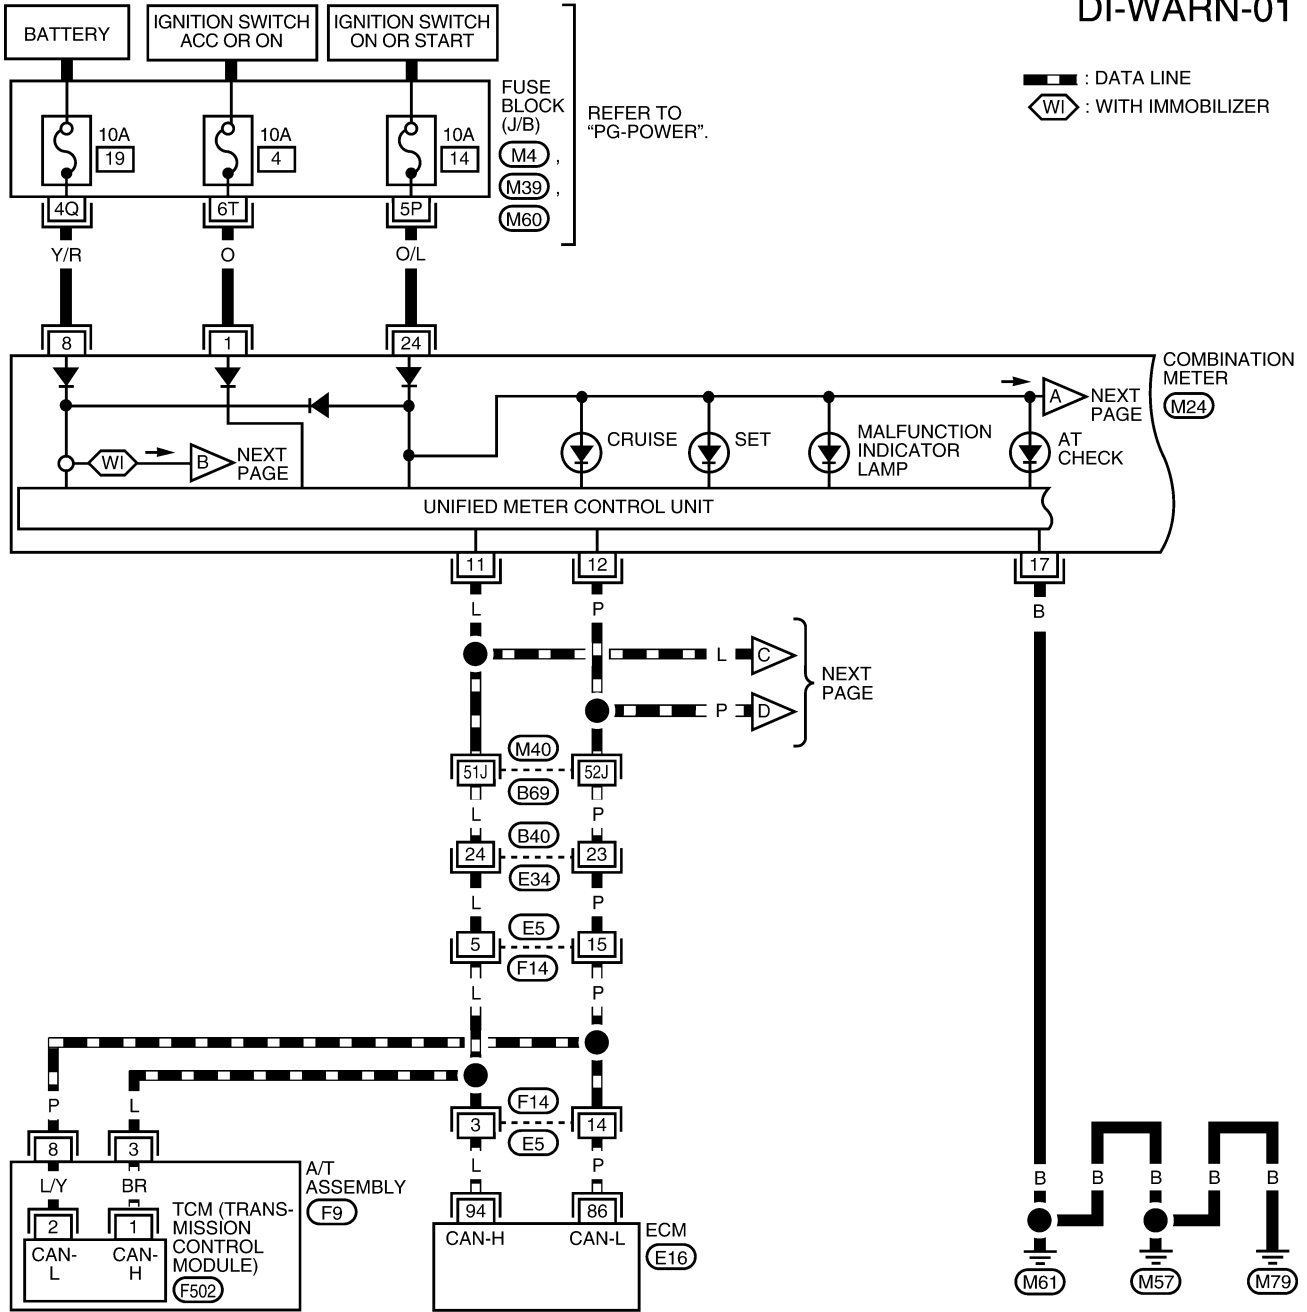 DI-WARN-01
BATTERY
IGNITION SWITCH
ACC OR ON
IGNITION SWITCH
ON OR START
: DATA LINE
WI : WITH IMMOBILIZER
FUSE
BLOCK
(J/B)
REFER TO
“PG-POWER”.
10A
19
10A
4
10A
14
M4 ,
M39 ,
M60
4Q
6T
5P
Y/R
O
O/L
8
1
24
COMBINATION
METER
M24
A
NEXT
PAGE
WI
B
NEXT
PAGE
CRUISE
SET
MALFUNCTION
INDICATOR
LAMP
AT
CHECK
UNIFIED METER CONTROL UNIT
11
12
17
L
P
B
L
C
P
D
NEXT
PAGE
M40
51J
52J
B69
L
P
B40
24
23
E34
L
P
E5
5
15
F14
L
P
P
L
F14
3
14
E5
L
P
8
3
A/T
ASSEMBLY
F9
L/Y
BR
2
1
TCM (TRANS-
MISSION
CONTROL
MODULE)
F502
CAN-
L
CAN-
H
94
86
CAN-H
CAN-L
ECM
E16
B
B
B
B
B
M61
M57
M79